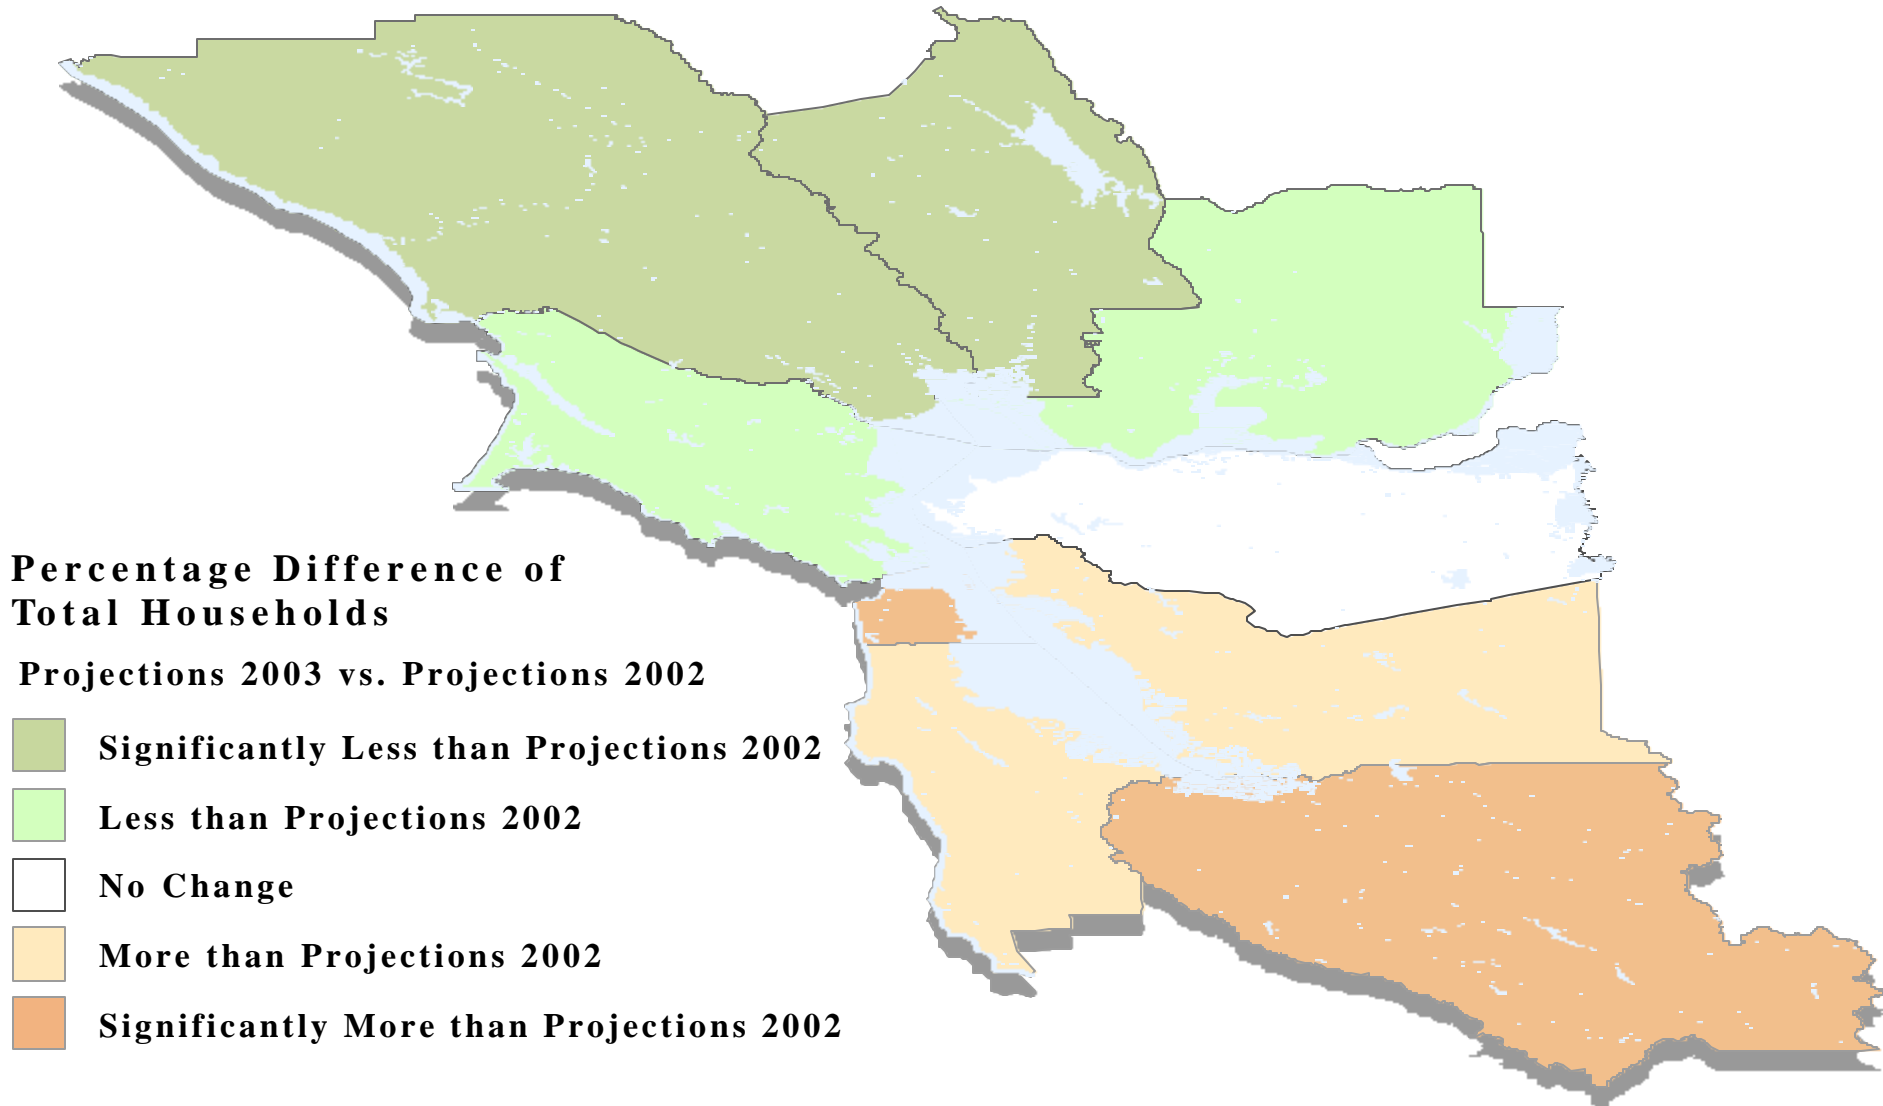 Percentage Difference of
Total Households
Projections 2003 vs. Projections 2002
Significantly Less than Projections 2002
Less than Projections 2002
No Change
More than Projections 2002
Significantly More than Projections 2002